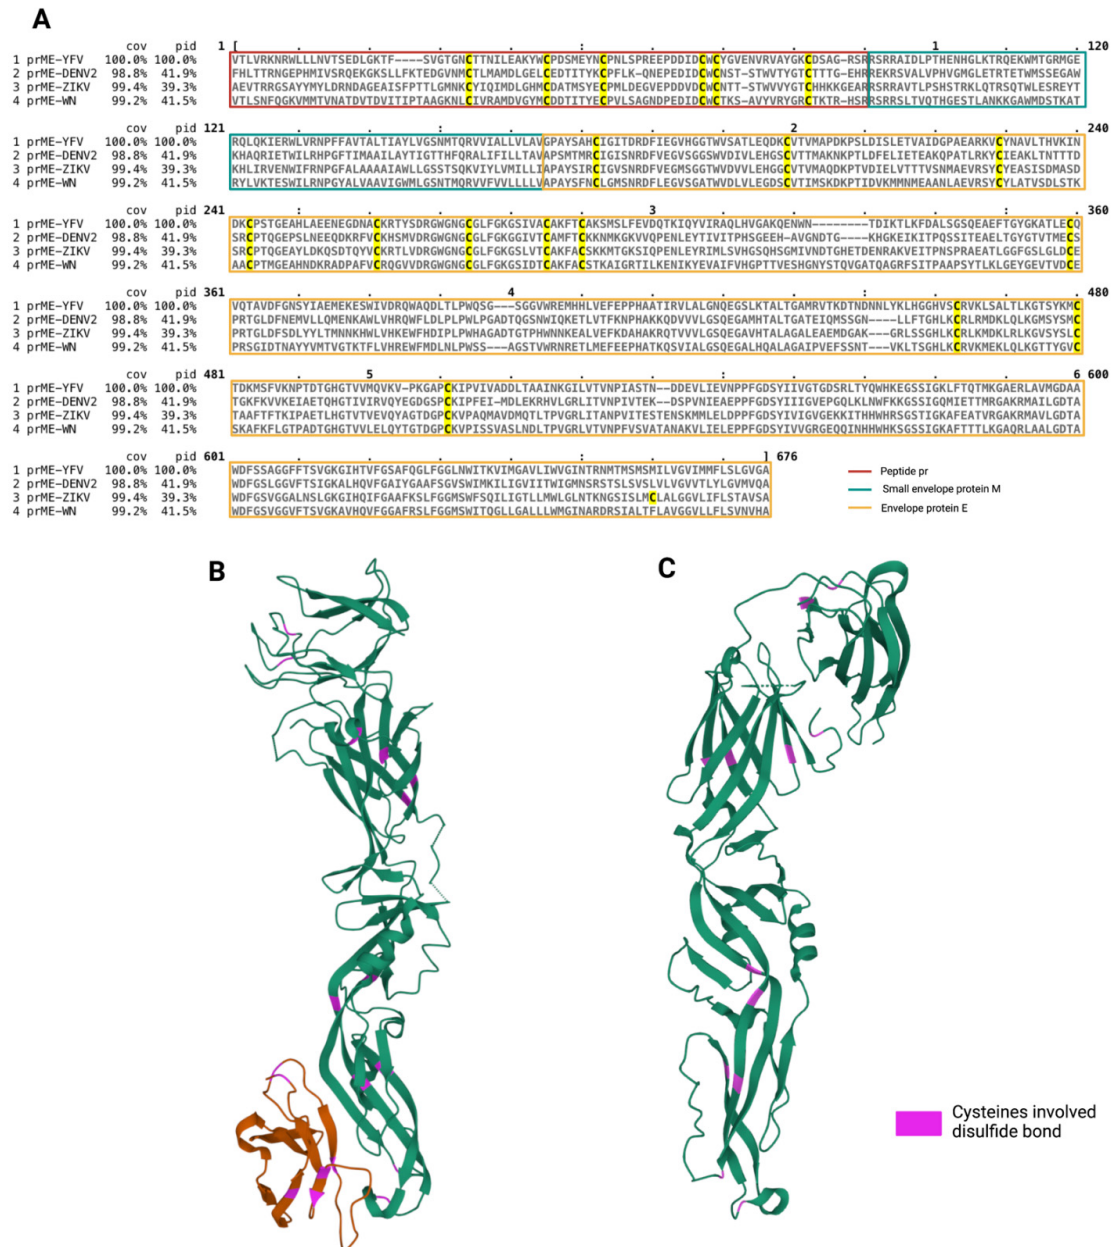 A
cov pid 1 [ . . . . : . . . . 1 . . 120
1 prME-YFV 100.0% 100.0% VTLVRKNRWLLLNVTSEDLGKTF----SVGTGNCTTNILEAKYWCPDSMEYNCPNLSPREEPDDIDCWCYGVENVRVAYGKCDSAG-RSRRSRRAIDLPTHENHGLKTRQEKWMTGRMGE
2 prME-DENV2 98.8% 41.9% FHLTTRNGEPHMIVSRQEKGKSLLFKTEDGVNMCTLMAMDLGELCEDTITYKCPFLK-QNEPEDIDCWCNST-STWVTYGTCTTTG-EHRREKRSVALVPHVGMGLETRTETWMSSEGAW
3 prME-ZIKV 99.4% 39.3% AEVTRRGSAYYMYLDRNDAGEAISFPTTLGMNKCYIQIMDLGHMCDATMSYECPMLDEGVEPDDVDCWCNTT-STWVVYGTCHHKKGEARRSRRAVTLPSHSTRKLQTRSQTWLESREYT
4 prME-WN 99.2% 41.5% VTLSNFQGKVMMTVNATDVTDVITIPTAAGKNLCIVRAMDVGYMCDDTITYECPVLSAGNDPEDIDCWCTKS-AVYVRYGRCTKTR-HSRRSRRSLTVQTHGESTLANKKGAWMDSTKAT
cov pid 121 . . : . . . . 2 . . . . 240
1 prME-YFV 100.0% 100.0% RQLQKIERWLVRNPFFAVTALTIAYLVGSNMTQRVVIALLVLAVGPAYSAHCIGITDRDFIEGVHGGTWVSATLEQDKCVTVMAPDKPSLDISLETVAIDGPAEARKVCYNAVLTHVKIN
2 prME-DENV2 98.8% 41.9% KHAQRIETWILRHPGFTIMAAILAYTIGTTHFQRALIFILLTAVAPSMTMRCIGISNRDFVEGVSGGSWVDIVLEHGSCVTTMAKNKPTLDFELIETEAKQPATLRKYCIEAKLTNTTTD
3 prME-ZIKV 99.4% 39.3% KHLIRVENWIFRNPGFALAAAAIAWLLGSSTSQKVIYLVMILLIAPAYSIRCIGVSNRDFVEGMSGGTWVDVVLEHGGCVTVMAQDKPTVDIELVTTTVSNMAEVRSYCYEASISDMASD
4 prME-WN 99.2% 41.5% RYLVKTESWILRNPGYALVAAVIGWMLGSNTMQRVVFVVLLLLVAPAYSFNCLGMSNRDFLEGVSGATWVDLVLEGDSCVTIMSKDKPTIDVKMMNMEAANLAEVRSYCYLATVSDLSTK
cov pid 241 : . . . . 3 . . . . : . 360
1 prME-YFV 100.0% 100.0% DKCPSTGEAHLAEENEGDNACKRTYSDRGWGNGCGLFGKGSIVACAKFTCAKSMSLFEVDQTKIQYVIRAQLHVGAKQENWN--------TDIKTLKFDALSGSQEAEFTGYGKATLECQ
2 prME-DENV2 98.8% 41.9% SRCPTQGEPSLNEEQDKRFVCKHSMVDRGWGNGCGLFGKGGIVTCAMFTCKKNMKGKVVQPENLEYTIVITPHSGEEH-AVGNDTG----KHGKEIKITPQSSITEAELTGYGTVTMECS
3 prME-ZIKV 99.4% 39.3% SRCPTQGEAYLDKQSDTQYVCKRTLVDRGWGNGCGLFGKGSLVTCAKFACSKKMTGKSIQPENLEYRIMLSVHGSQHSGMIVNDTGHETDENRAKVEITPNSPRAEATLGGFGSLGLDCE
4 prME-WN 99.2% 41.5% AACPTMGEAHNDKRADPAFVCRQGVVDRGWGNGCGLFGKGSIDTCAKFACSTKAIGRTILKENIKYEVAIFVHGPTTVESHGNYSTQVGATQAGRFSITPAAPSYTLKLGEYGEVTVDCE
cov pid 361 . . . . 4 . . . . : . 480
1 prME-YFV 100.0% 100.0% VQTAVDFGNSYIAEMEKESWIVDRQWAQDLTLPWQSG---SGGVWREMHHLVEFEPPHAATIRVLALGNQEGSLKTALTGAMRVTKDTNDNNLYKLHGGHVSCRVKLSALTLKGTSYKMC
2 prME-DENV2 98.8% 41.9% PRTGLDFNEMVLLQMENKAWLVHRQWFLDLPLPWLPGADTQGSNWIQKETLVTFKNPHAKKQDVVVLGSQEGAMHTALTGATEIQMSSGN-----LLFTGHLKCRLRMDKLQLKGMSYSMC
3 prME-ZIKV 99.4% 39.3% PRTGLDFSDLYYLTMNNKHWLVHKEWFHDIPLPWHAGADTGTPHWNNKEALVEFKDAHAKRQTVVVLGSQEGAVHTALAGALEAEMDGAK---GRLSSGHLKCRLKMDKLRLKGVSYSLC
4 prME-WN 99.2% 41.5% PRSGIDTNAYYVMTVGTKTFLVHREWFMDLNLPWSS---AGSTVWRNRETLMEFEEPHATKQSVIALGSQEGALHQALAGAIPVEFSSNT---VKLTSGHLKCRVKMEKLQLKGTTYGVC
cov pid 481 . 5 . . . . : . . . . 6 600
1 prME-YFV 100.0% 100.0% TDKMSFVKNPTDTGHGTVVMQVKV-PKGAPCKIPVIVADDLTAAINKGILVTVNPIASTN--DDEVLIEVNPPFGDSYIIVGTGDSRLTYQWHKEGSSIGKLFTQTMKGAERLAVMGDAA
2 prME-DENV2 98.8% 41.9% TGKFKVVKEIAETQHGTIVIRVQYEGDGSPCKIPFEI-MDLEKRHVLGRLITVNPIVTEK--DSPVNIEAEPPFGDSYIIIGVEPGQLKLNWFKKGSSIGQMIETTMRGAKRMAILGDTA
3 prME-ZIKV 99.4% 39.3% TAAFTFTKIPAETLHGTVTVEVQYAGTDGPCKVPAQMAVDMQTLTPVGRLITANPVITESTENSKMMLELDPPFGDSYIVIGVGEKKITHHWHRSGSTIGKAFEATVRGAKRMAVLGDTA
4 prME-WN 99.2% 41.5% SKAFKFLGTPADTGHGTVVLELQYTGTDGPCKVPISSVASLNDLTPVGRLVTVNPFVSVATANAKVLIELEPPFGDSYIVVGRGEQQINHHWHKSGSSIGKAFTTTLKGAQRLAALGDTA
cov pid 601 . . : . . . . ] 676
1 prME-YFV 100.0% 100.0% WDFSSAGGFFTSVGKGIHTVFGSAFQGLFGGLNWITKVIMGAVLIWVGINTRNMTMSMSMILVGVIMMFLSLGVGA
2 prME-DENV2 98.8% 41.9% WDFGSLGGVFTSIGKALHQVFGAIYGAAFSGVSWIMKILIGVIITWIGMNSRSTSLSVSLVLVGVVTLYLGVMVQA
3 prME-ZIKV 99.4% 39.3% WDFGSVGGALNSLGKGIHQIFGAAFKSLFGGMSWFSQILIGTLLMWLGLNTKNGSISLMCLALGGVLIFLSTAVSA
4 prME-WN 99.2% 41.5% WDFGSVGGVFTSVGKAVHQVFGGAFRSLFGGMSWITQGLLGALLLWMGINARDRSIALTFLAVGGVLLFLSVNVHA
Peptide pr
Small envelope protein M
Envelope protein E
B
C
Cysteines involved
disulfide bond